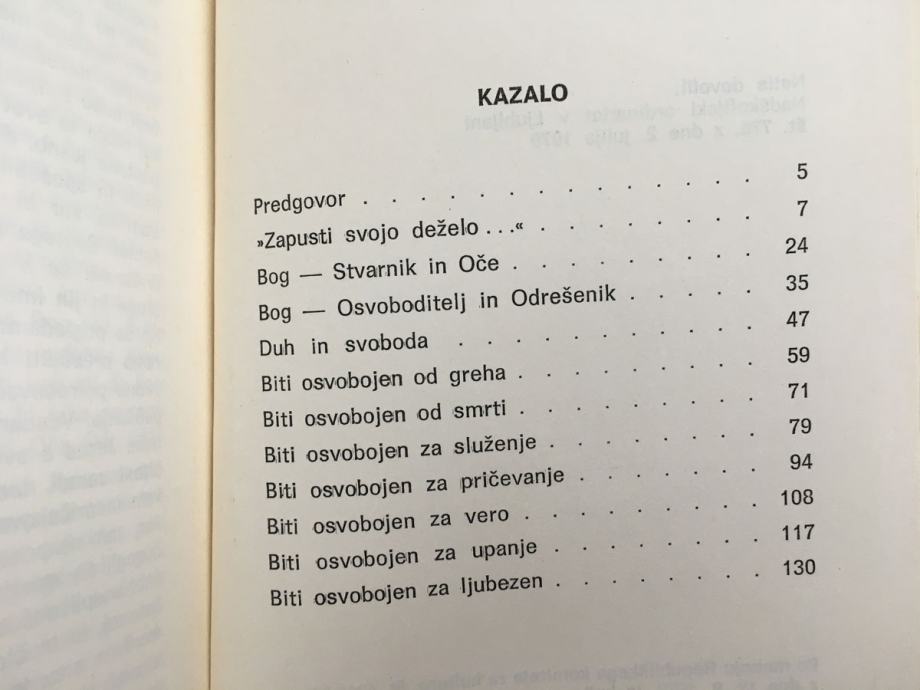 KAZALO
Predgovor . . . . . . . . . . . . . . 5
»Zapusti svojo deželo . . .« . . . . . . . . 7
Bog — Stvarnik in Oče . . . . . . . . . 24
Bog — Osvoboditelj in Odrešenik . . . . . 35
Duh in svoboda . . . . . . . . . . . 47
Biti osvobojen od greha . . . . . . . . . 59
Biti osvobojen od smrti . . . . . . . . . 71
Biti osvobojen za služenje . . . . . . . . 79
Biti osvobojen za pričevanje . . . . . . . 94
Biti osvobojen za vero . . . . . . . . . 108
Biti osvobojen za upanje . . . . . . . . 117
Biti osvobojen za ljubezen . . . . . . . . 130